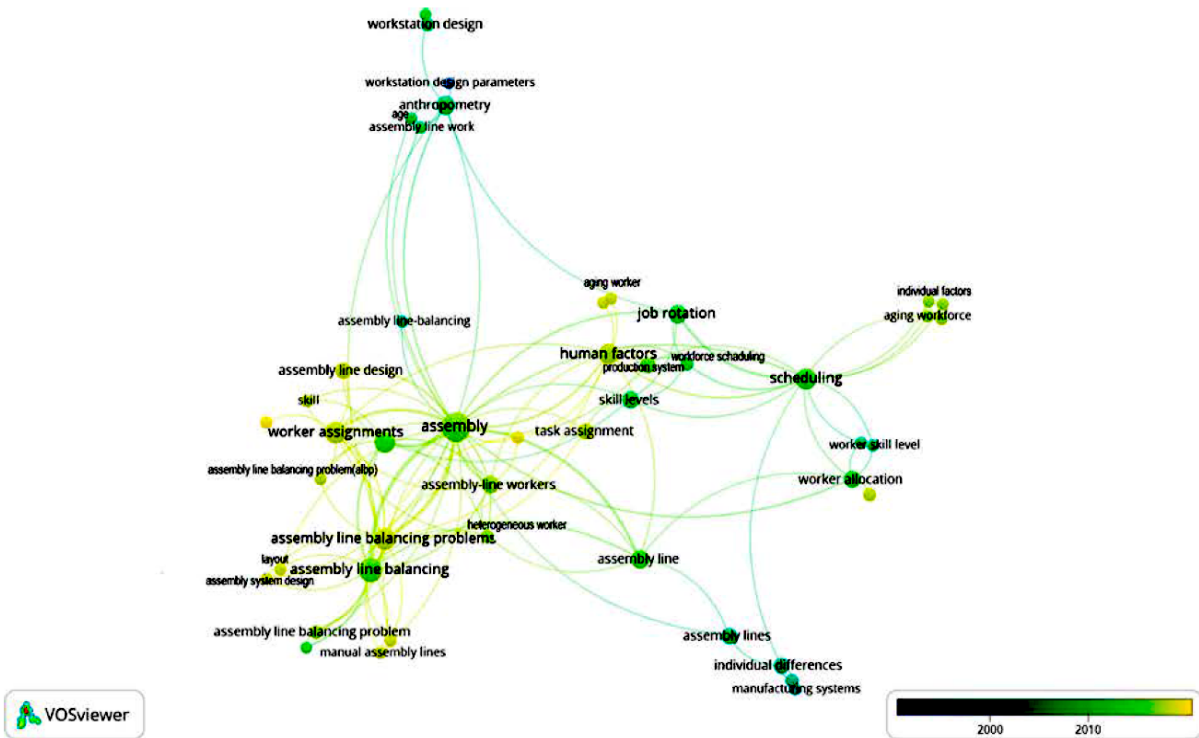 workstation design
workstation design parameters
anthropometry
age
assembly line work
aging worker
individual factors
job rotation
aging workforce
assembly line-balancing
human factors
workforce schaduling
production system
assembly line design
scheduling
skill
skill levels
assembly
worker assignments
task assignment
worker skill level
assembly line balancing problem(albp)
assembly-line workers
worker allocation
heterogeneous worker
assembly line balancing problems
layout
assembly line
assembly line balancing
assembly system design
assembly line balancing problem
assembly lines
manual assembly lines
individual differences
manufacturing systems
VOSviewer
2000
2010